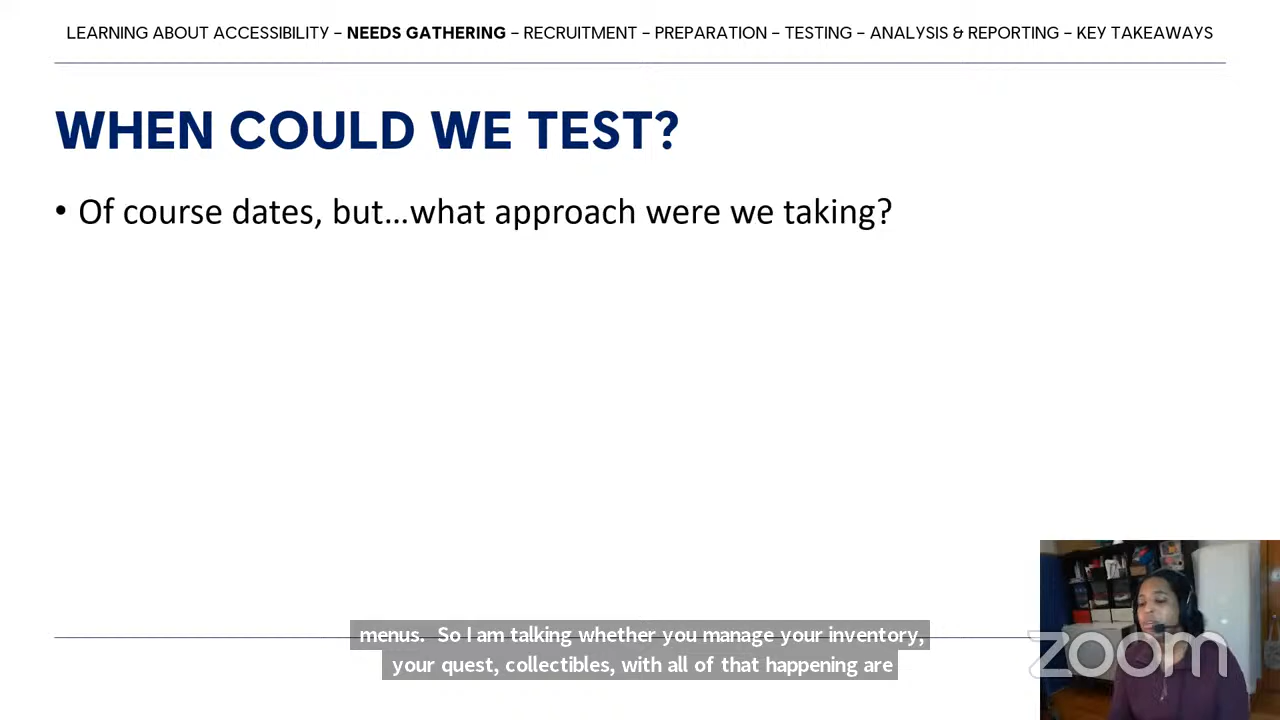 LEARNING ABOUT ACCESSIBILITY – NEEDS GATHERING – RECRUITMENT – PREPARATION – TESTING – ANALYSIS & REPORTING – KEY TAKEAWAYS
WHEN COULD WE TEST?
• Of course dates, but…what approach were we taking?
menus.  So I am talking whether you manage your inventory,
your quest, collectibles, with all of that happening are
zoom